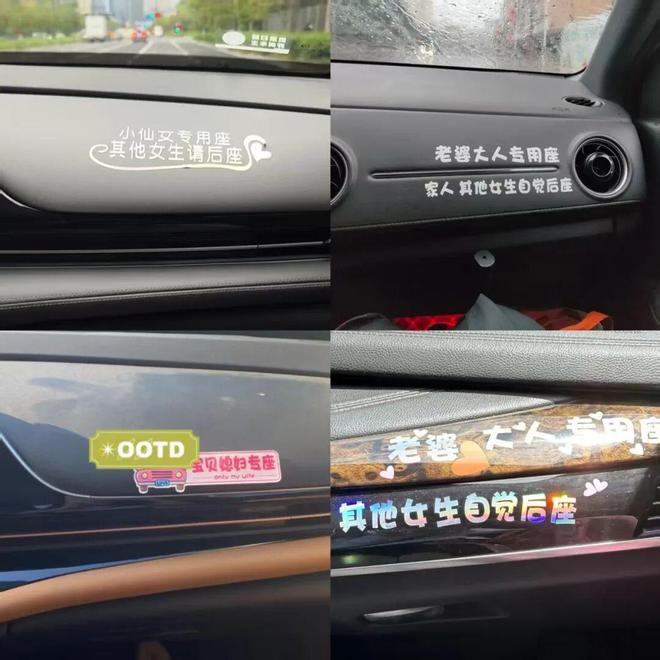 小仙女专用座
其他女生请后座
老婆大人专用座
家人 其他女生自觉后座
OOTD
宝贝媳妇专座
only my wife
老婆 大人专用座
其他女生自觉后座